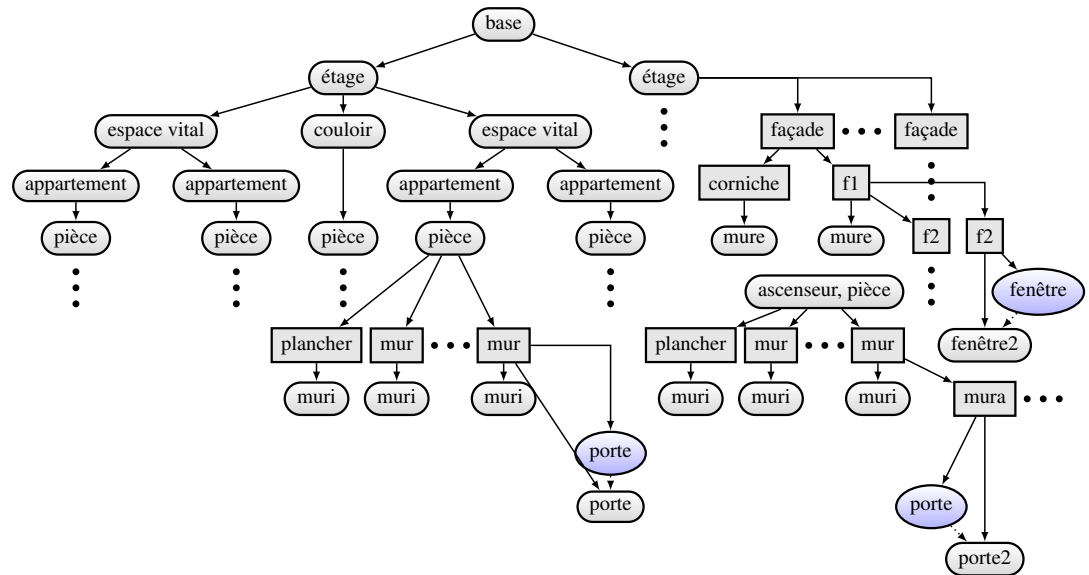 base
étage
étage
espace vital
couloir
espace vital
façade
façade
appartement
appartement
appartement
appartement
corniche
f1
pièce
pièce
pièce
pièce
pièce
mure
mure
f2
f2
ascenseur, pièce
fenêtre
plancher
mur
mur
plancher
mur
mur
fenêtre2
muri
muri
muri
muri
muri
muri
mura
porte
porte
porte
porte2